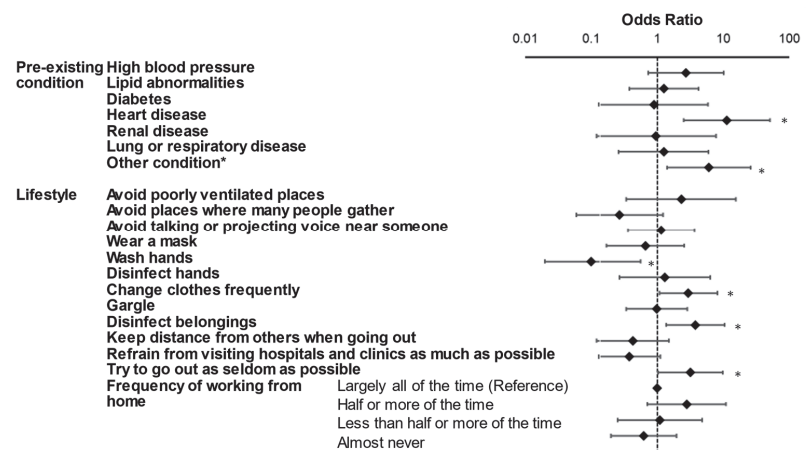 Odds Ratio
0.01 0.1 1 10 100
Pre-existing condition
High blood pressure
Lipid abnormalities
Diabetes
Heart disease
*
Renal disease
Lung or respiratory disease
Other condition*
*
Lifestyle
Avoid poorly ventilated places
Avoid places where many people gather
Avoid talking or projecting voice near someone
Wear a mask
Wash hands
*
Disinfect hands
Change clothes frequently
*
Gargle
Disinfect belongings
*
Keep distance from others when going out
Refrain from visiting hospitals and clinics as much as possible
Try to go out as seldom as possible
*
Frequency of working from home
Largely all of the time (Reference)
Half or more of the time
Less than half or more of the time
Almost never